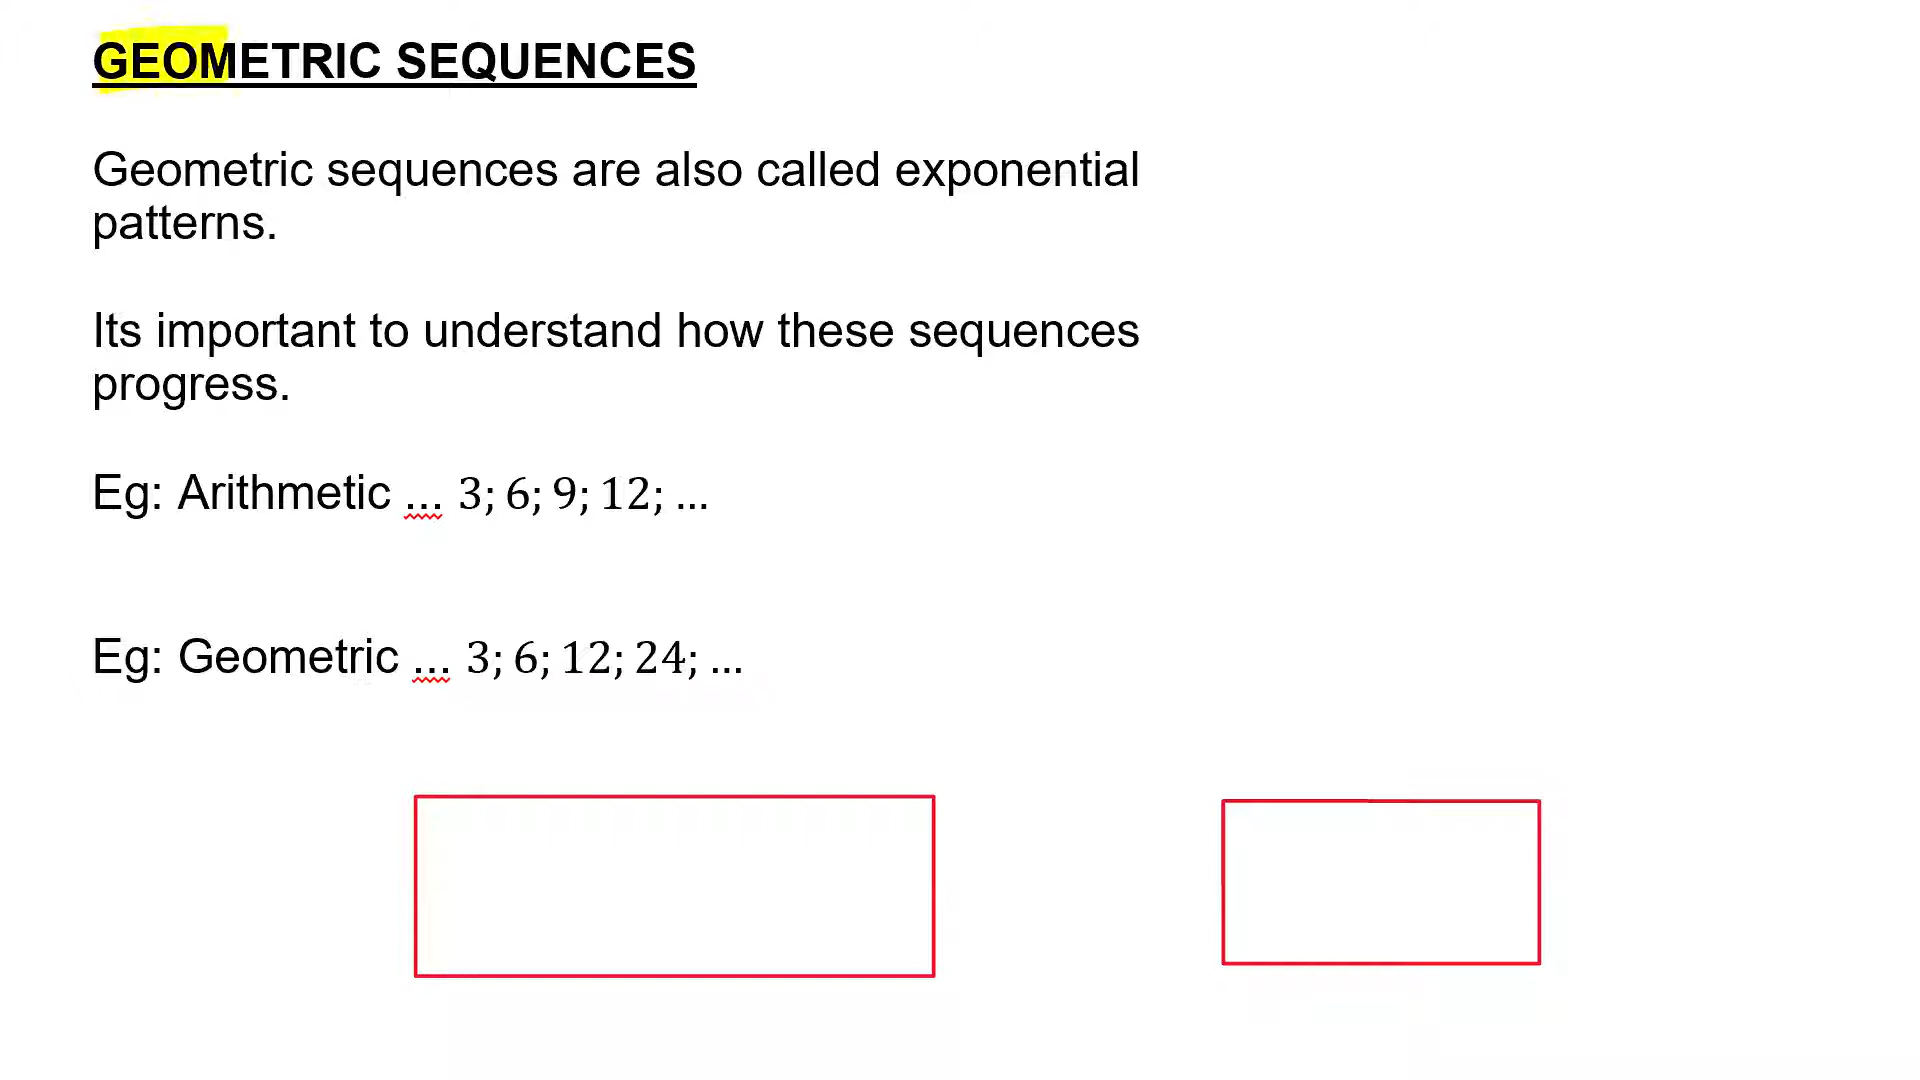 GEOMETRIC SEQUENCES
Geometric sequences are also called exponential
patterns.
Its important to understand how these sequences
progress.
Eg: Arithmetic ... 3; 6; 9; 12; ...
Eg: Geometric ... 3; 6; 12; 24; ...